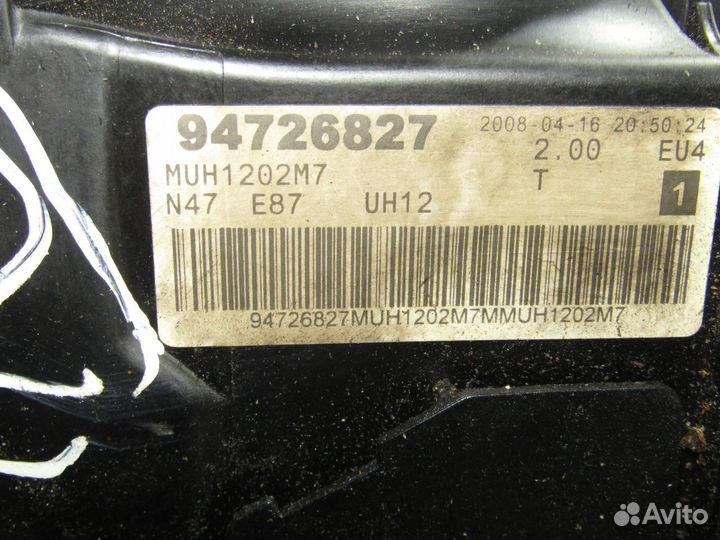 94726827 2008-04-16 20:50:24
MUH1202M7 2.00 EU4
T
N47 E87 UH12 1
94726827MUH1202M7MMUH1202M7
Avito